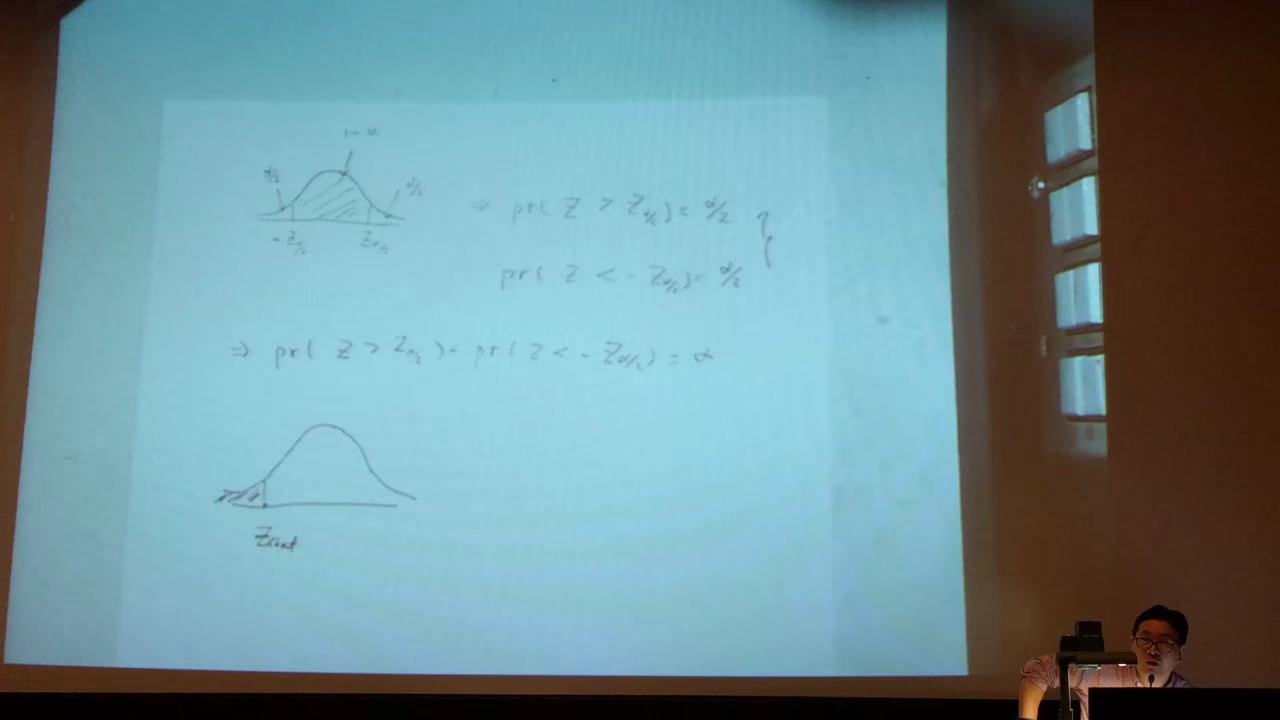 1-α
α/2
α/2
-Z_{α/2}
Z_{α/2}
⇒ pr( Z > Z_{α/2}) = α/2
pr( Z < - Z_{α/2}) = α/2
⇒ pr( Z > Z_{α/2} ) + pr( Z < - Z_{α/2}) = α